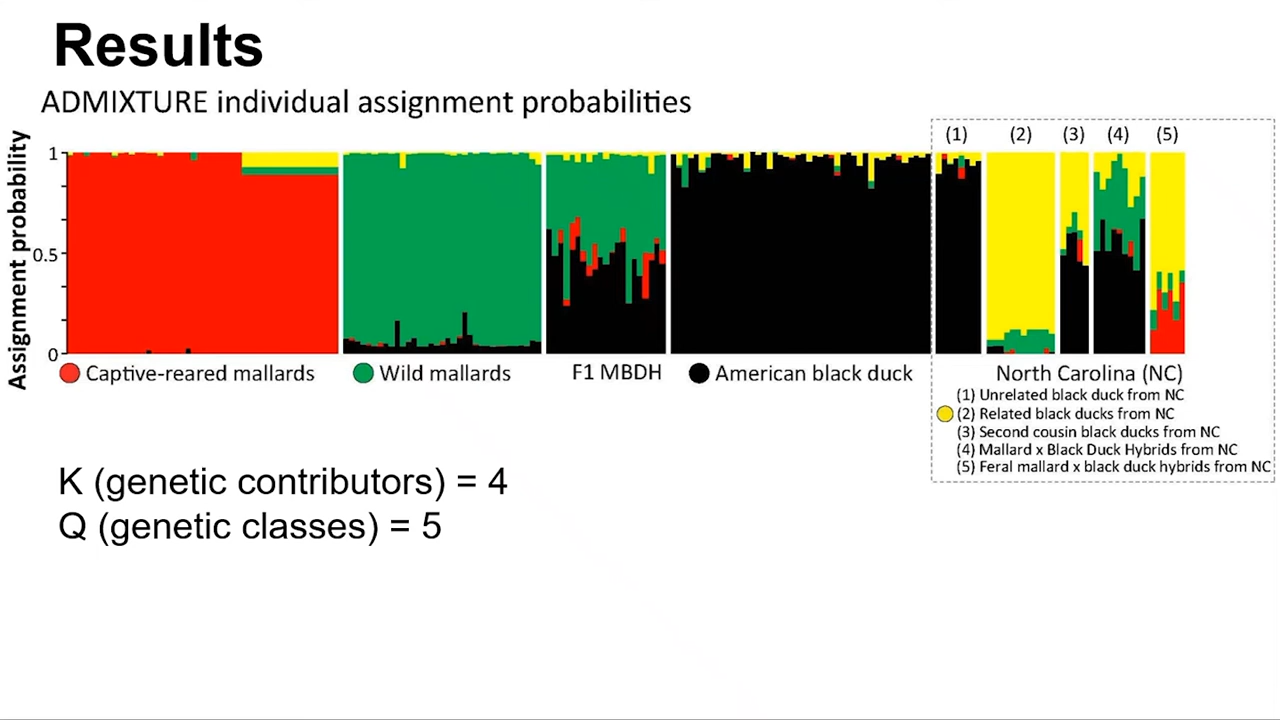 Results
ADMIXTURE individual assignment probabilities
Assignment probability
1
0.5
0
(1) (2) (3) (4) (5)
Captive-reared mallards
Wild mallards
F1 MBDH
American black duck
North Carolina (NC)
(1) Unrelated black duck from NC
(2) Related black ducks from NC
(3) Second cousin black ducks from NC
(4) Mallard x Black Duck Hybrids from NC
(5) Feral mallard x black duck hybrids from NC
K (genetic contributors) = 4
Q (genetic classes) = 5